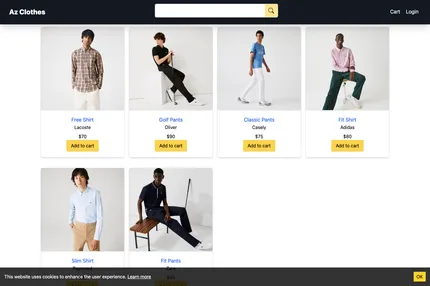 Az Clothes
Cart Login
Free Shirt
Lacoste
$70
Add to cart
Golf Pants
Oliver
$90
Add to cart
Classic Pants
Casely
$75
Add to cart
Fit Shirt
Adidas
$80
Add to cart
Slim Shirt
Fit Pants
This website uses cookies to enhance the user experience. Learn more
OK